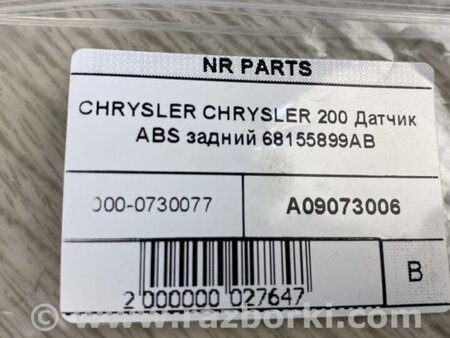 NR PARTS
CHRYSLER CHRYSLER 200 Датчик
ABS задний 68155899AB
000-0730077
A09073006
B
2 000000 027647
www.razborki.com